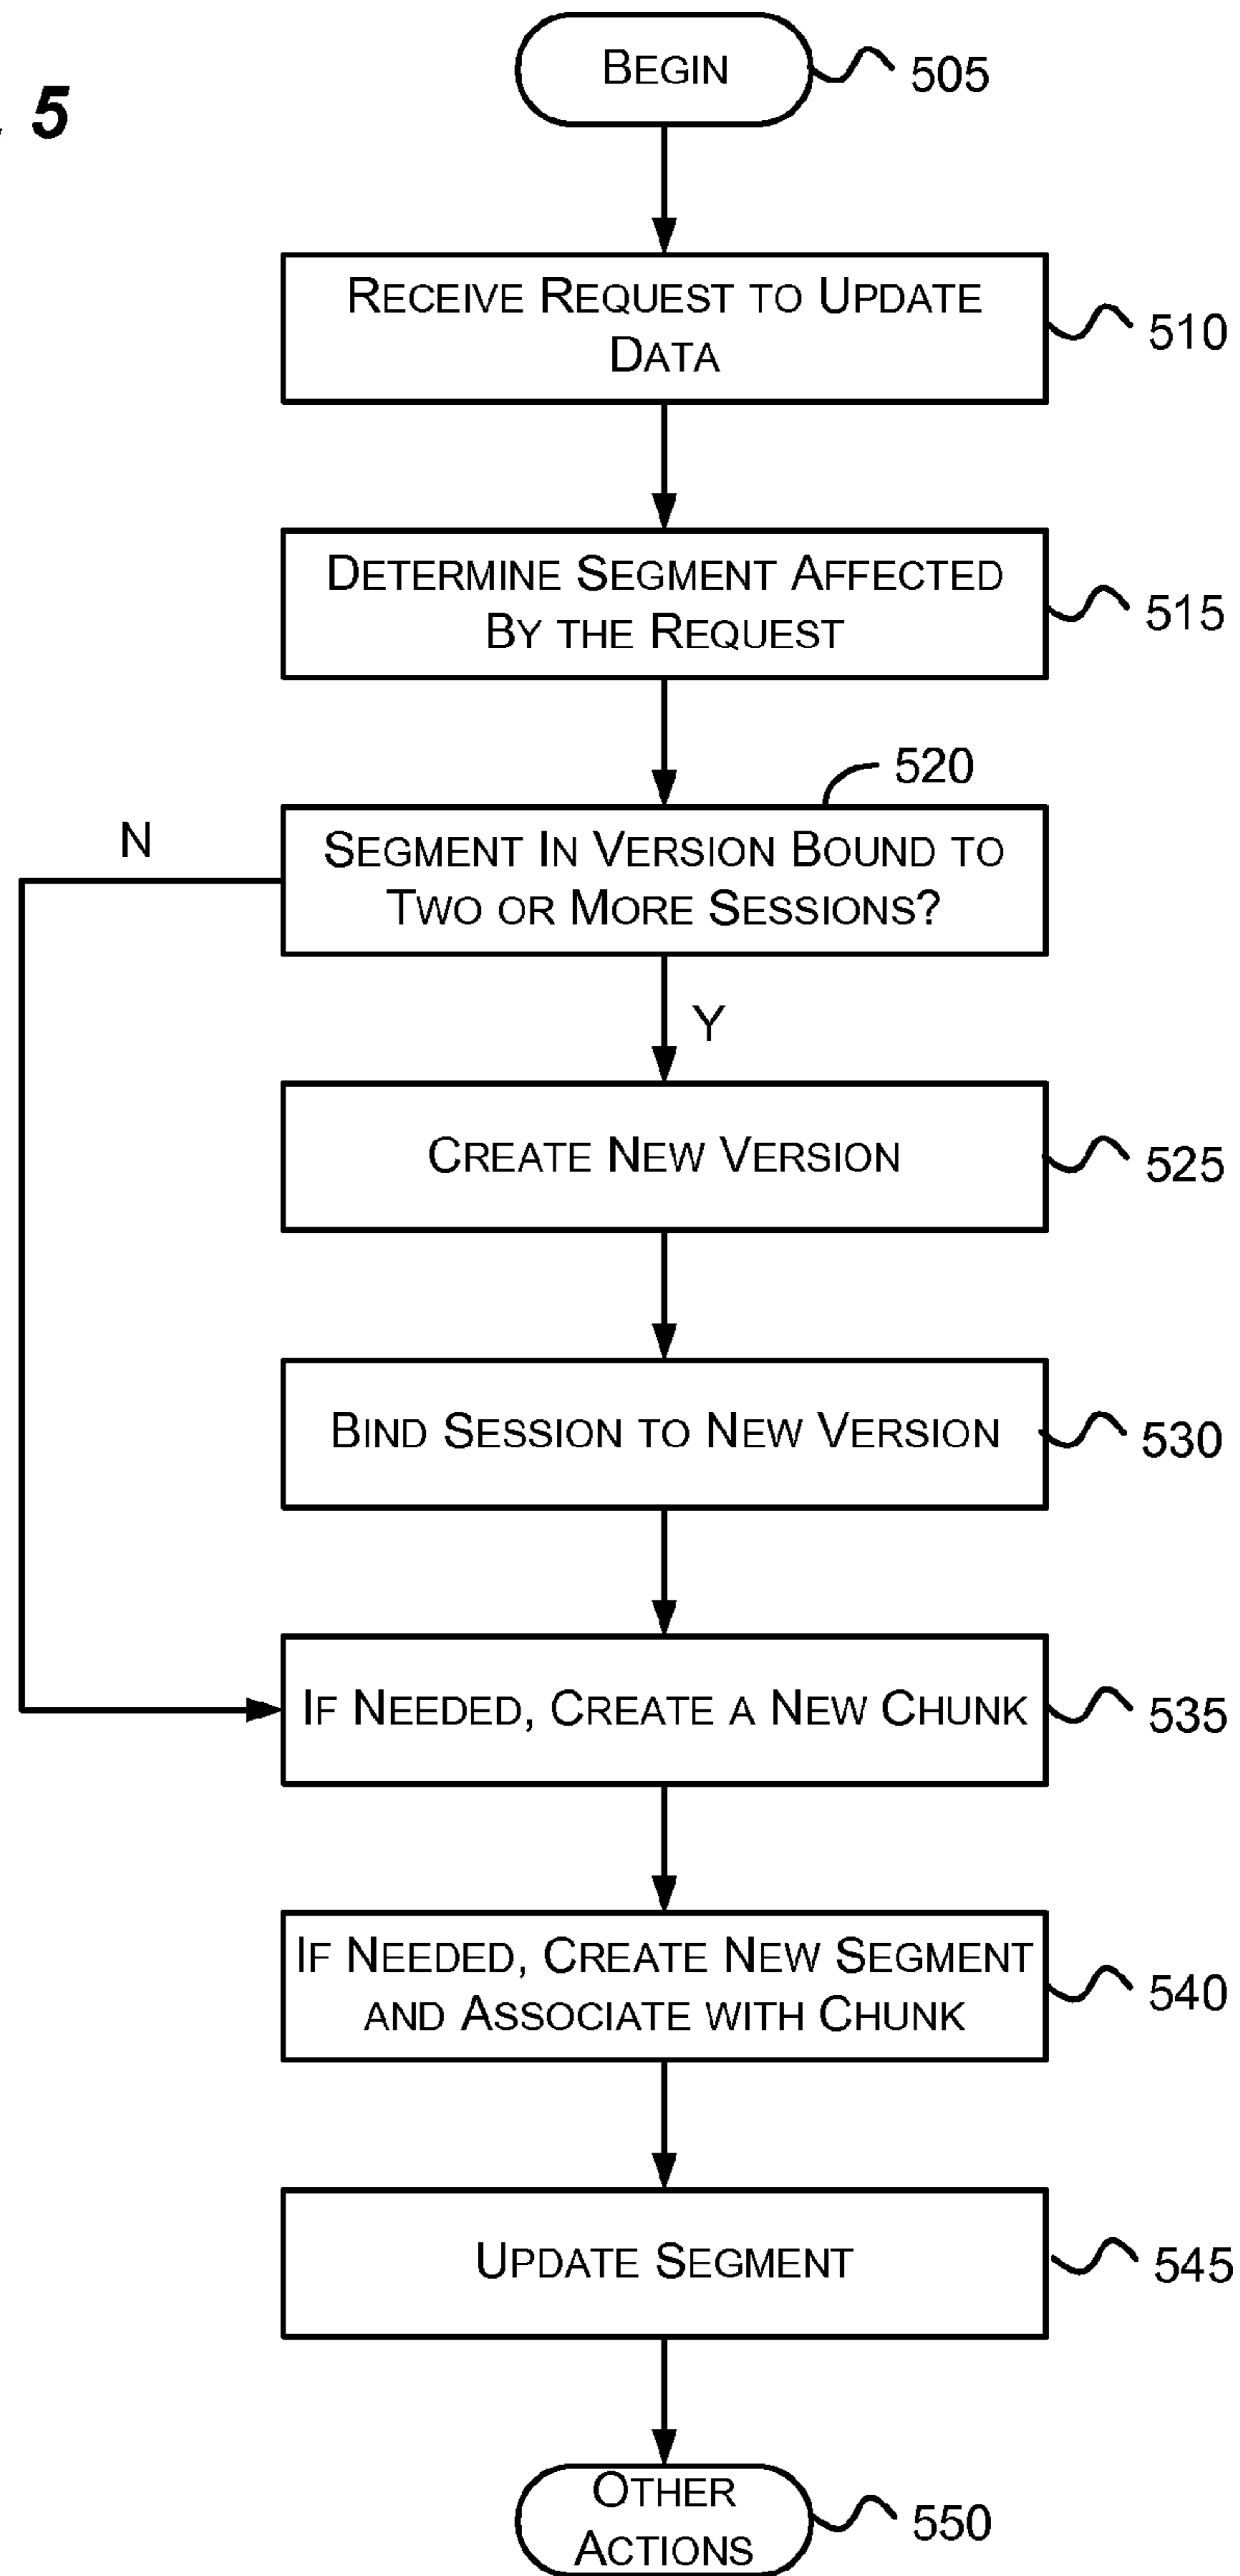 . 5
BEGIN
505
RECEIVE REQUEST TO UPDATE
DATA
510
DETERMINE SEGMENT AFFECTED
BY THE REQUEST
515
520
N
SEGMENT IN VERSION BOUND TO
TWO OR MORE SESSIONS?
Y
CREATE NEW VERSION
525
BIND SESSION TO NEW VERSION
530
IF NEEDED, CREATE A NEW CHUNK
535
IF NEEDED, CREATE NEW SEGMENT
AND ASSOCIATE WITH CHUNK
540
UPDATE SEGMENT
545
OTHER
ACTIONS
550